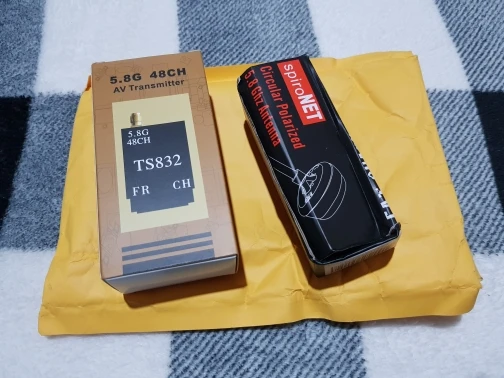 5.8G 48CH
AV Transmitter
5.8G
48CH
TS832
FR CH
spiroNET
Circular Polarized
5.8 Ghz Antenna